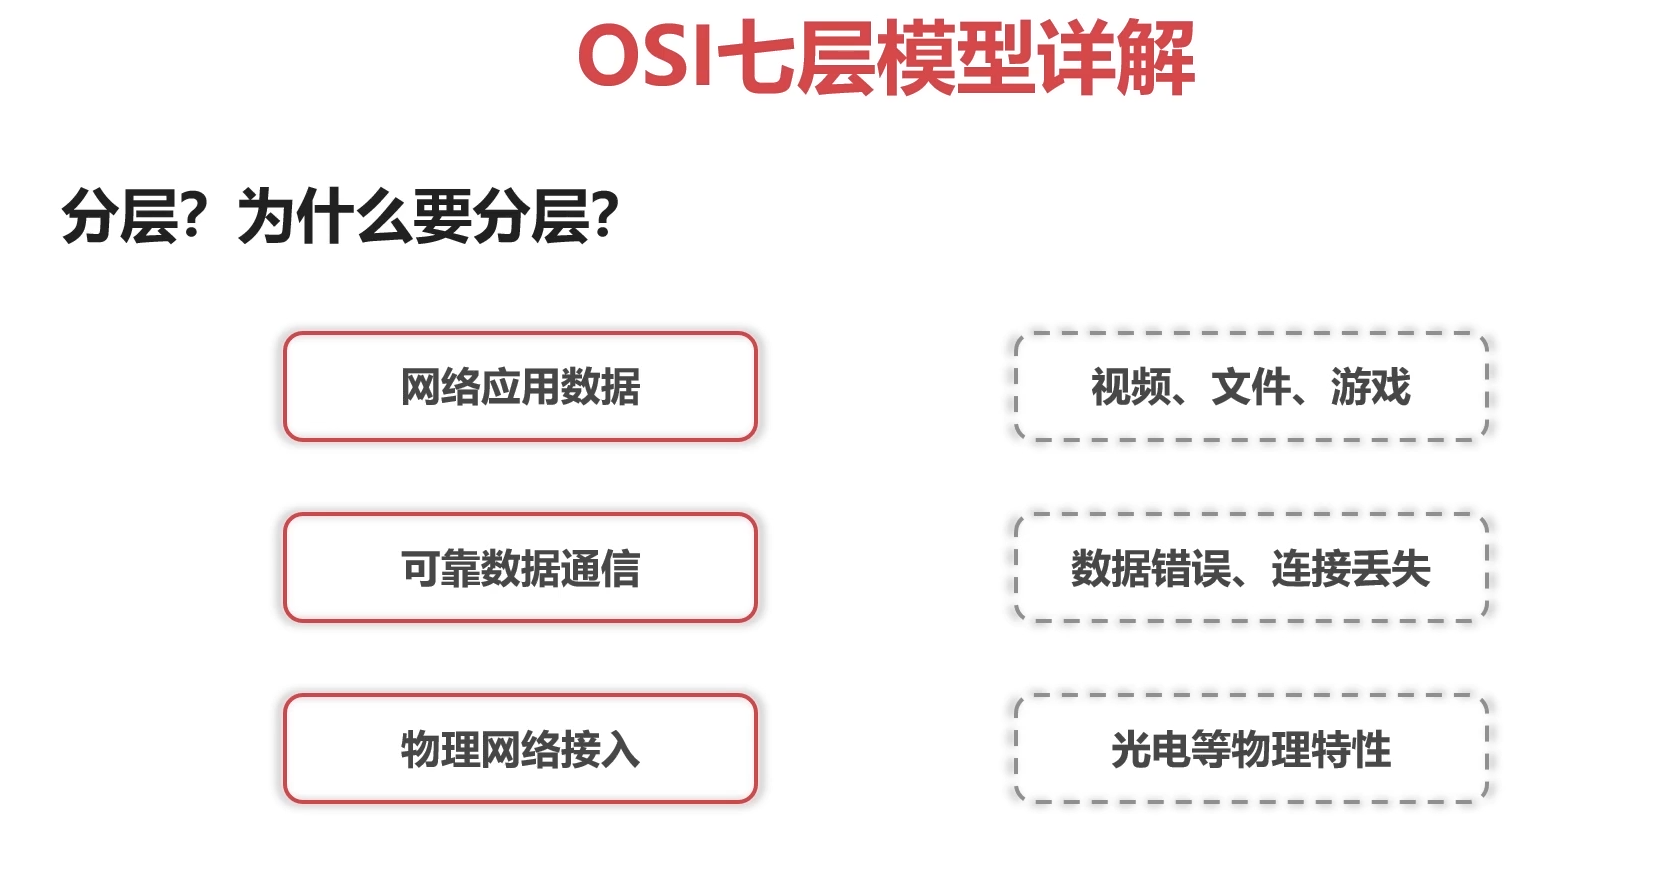 OSI七层模型详解
分层？为什么要分层？
网络应用数据
视频、文件、游戏
可靠数据通信
数据错误、连接丢失
物理网络接入
光电等物理特性